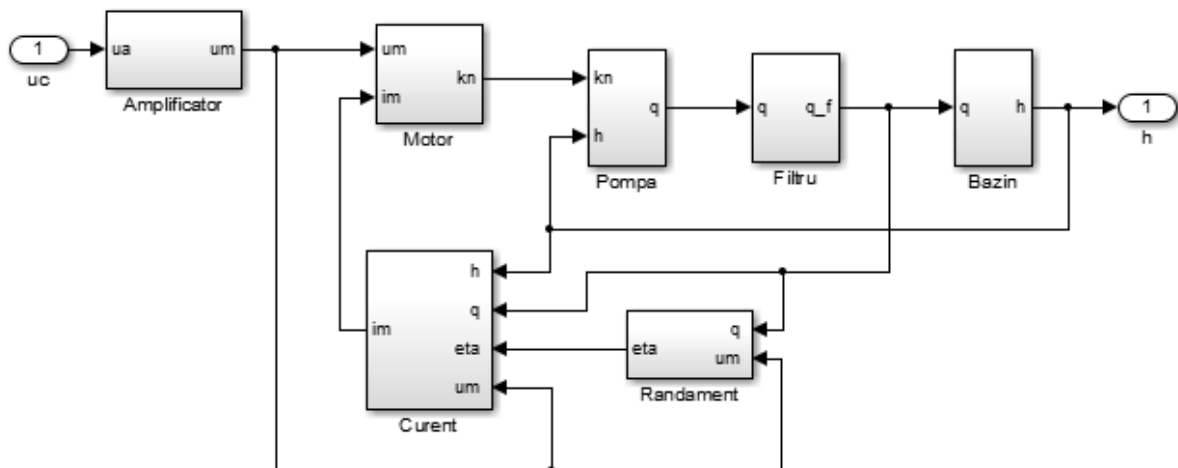 1
uc
ua um
Amplificator
um
im
kn
Motor
kn
h
q
Pompa
q q_f
Filtru
q h
Bazin
1
h
h
q
eta
um
im
Curent
q
um
eta
Randament